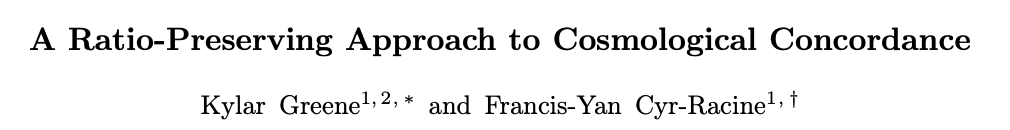 A Ratio-Preserving Approach to Cosmological Concordance
Kylar Greene1, 2, * and Francis-Yan Cyr-Racine1, †